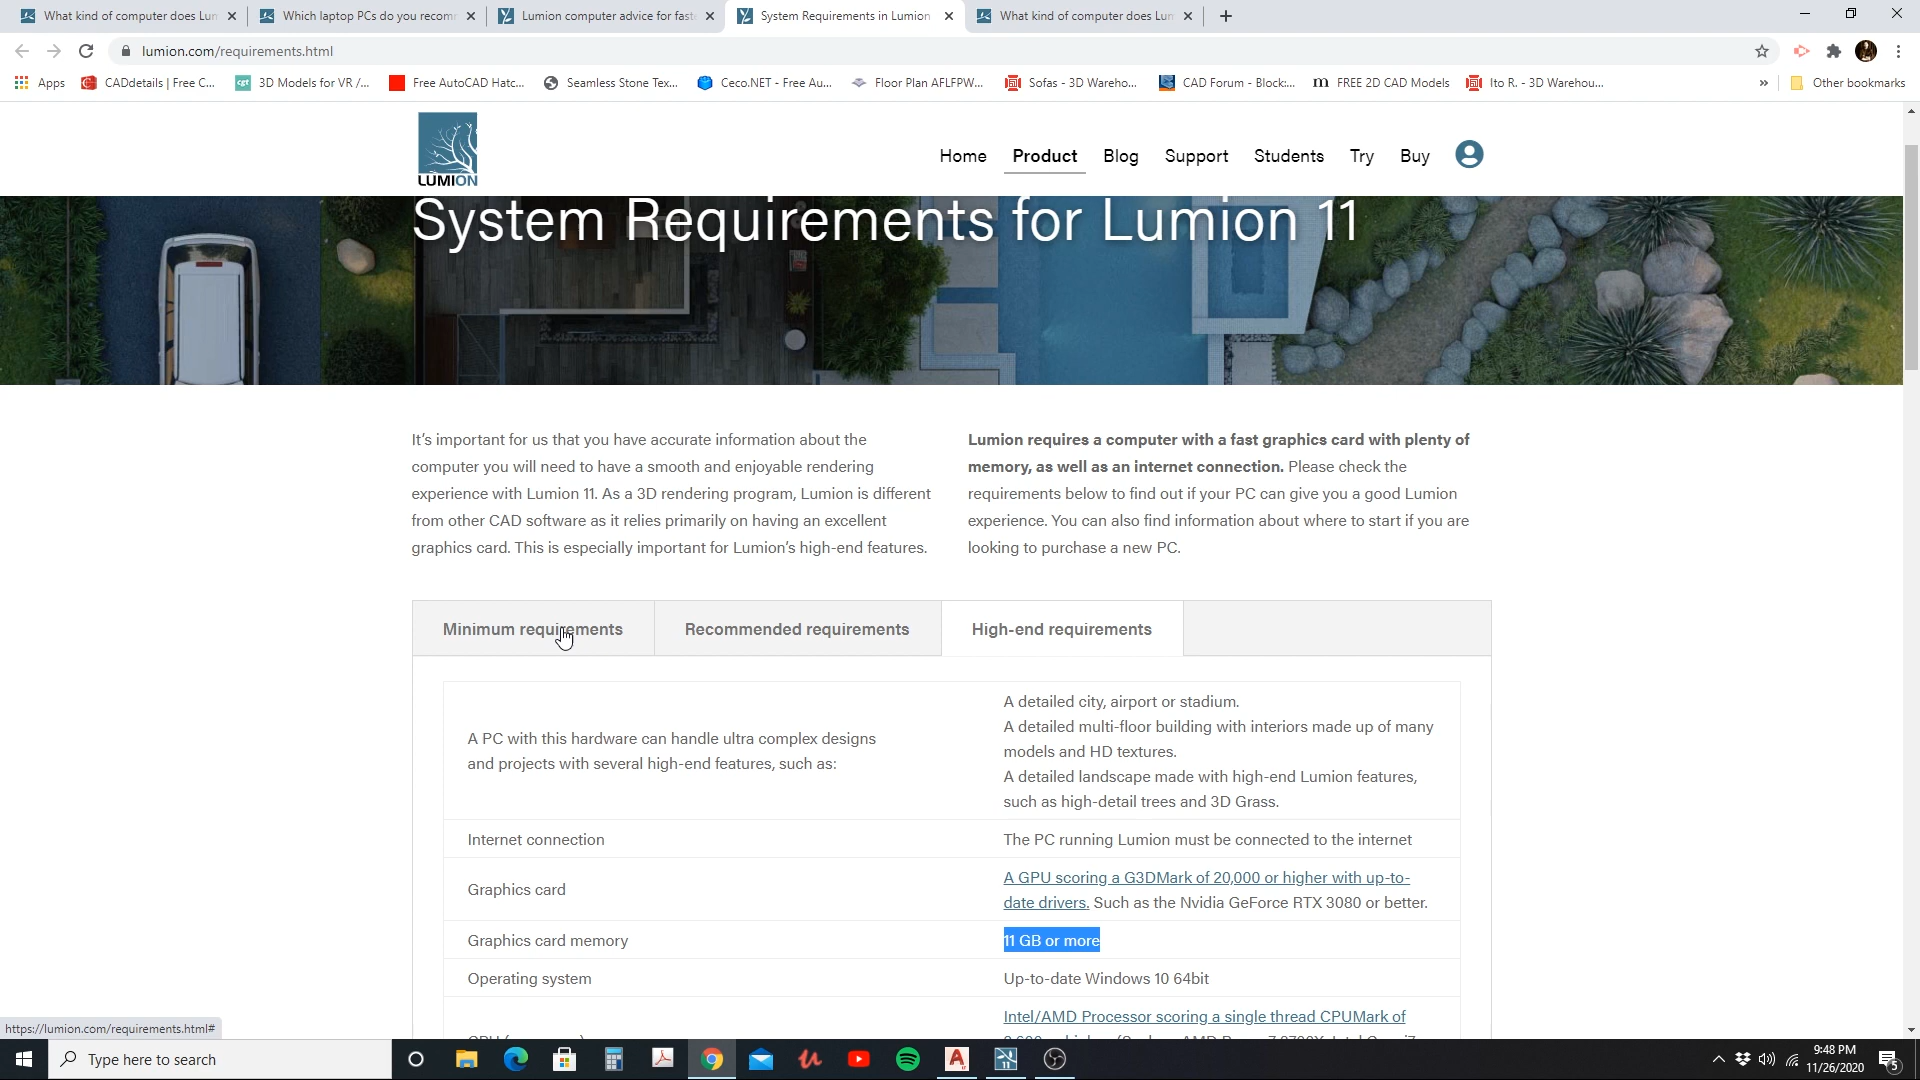 What kind of computer does Lum
Which laptop PCs do you recomm
Lumion computer advice for fast
System Requirements in Lumion
What kind of computer does Lum
lumion.com/requirements.html
Apps
CADdetails | Free C...
3D Models for VR /...
Free AutoCAD Hatc...
Seamless Stone Tex...
Ceco.NET - Free Au...
Floor Plan AFLFPW...
Sofas - 3D Wareho...
CAD Forum - Block:...
FREE 2D CAD Models
Ito R. - 3D Warehou...
Other bookmarks
LUMION
Home
Product
Blog
Support
Students
Try
Buy
System Requirements for Lumion 11
It's important for us that you have accurate information about the
computer you will need to have a smooth and enjoyable rendering
experience with Lumion 11. As a 3D rendering program, Lumion is different
from other CAD software as it relies primarily on having an excellent
graphics card. This is especially important for Lumion's high-end features.
Lumion requires a computer with a fast graphics card with plenty of
memory, as well as an internet connection. Please check the
requirements below to find out if your PC can give you a good Lumion
experience. You can also find information about where to start if you are
looking to purchase a new PC.
Minimum requirements
Recommended requirements
High-end requirements
A PC with this hardware can handle ultra complex designs
and projects with several high-end features, such as:
A detailed city, airport or stadium.
A detailed multi-floor building with interiors made up of many
models and HD textures.
A detailed landscape made with high-end Lumion features,
such as high-detail trees and 3D Grass.
Internet connection
The PC running Lumion must be connected to the internet
Graphics card
A GPU scoring a G3DMark of 20,000 or higher with up-to-
date drivers. Such as the Nvidia GeForce RTX 3080 or better.
Graphics card memory
11 GB or more
Operating system
Up-to-date Windows 10 64bit
Intel/AMD Processor scoring a single thread CPUMark of
https://lumion.com/requirements.html#
Type here to search
9:48 PM
11/26/2020
5